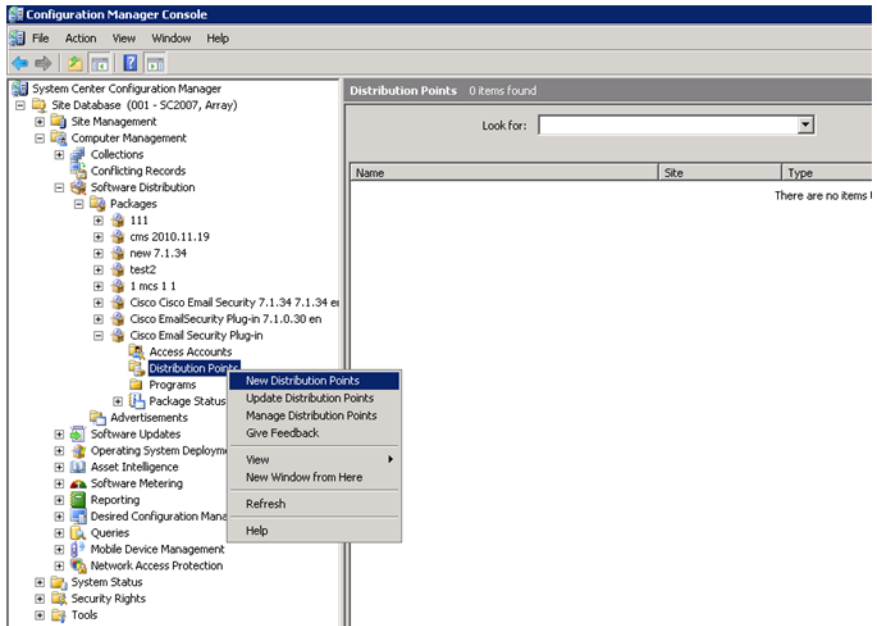 Configuration Manager Console
File Action View Window Help
System Center Configuration Manager
Site Database (001 - SC2007, Array)
Site Management
Computer Management
Collections
Conflicting Records
Software Distribution
Packages
111
cms 2010.11.19
new 7.1.34
test2
1 mcs 1 1
Cisco Cisco Email Security 7.1.34 7.1.34 en
Cisco EmailSecurity Plug-in 7.1.0.30 en
Cisco Email Security Plug-in
Access Accounts
Distribution Points
Programs
Package Status
Advertisements
Software Updates
Operating System Deployme
Asset Intelligence
Software Metering
Reporting
Desired Configuration Mana
Queries
Mobile Device Management
Network Access Protection
System Status
Security Rights
Tools
New Distribution Points
Update Distribution Points
Manage Distribution Points
Give Feedback
View
New Window from Here
Refresh
Help
Distribution Points 0 items found
Look for:
Name Site Type
There are no items